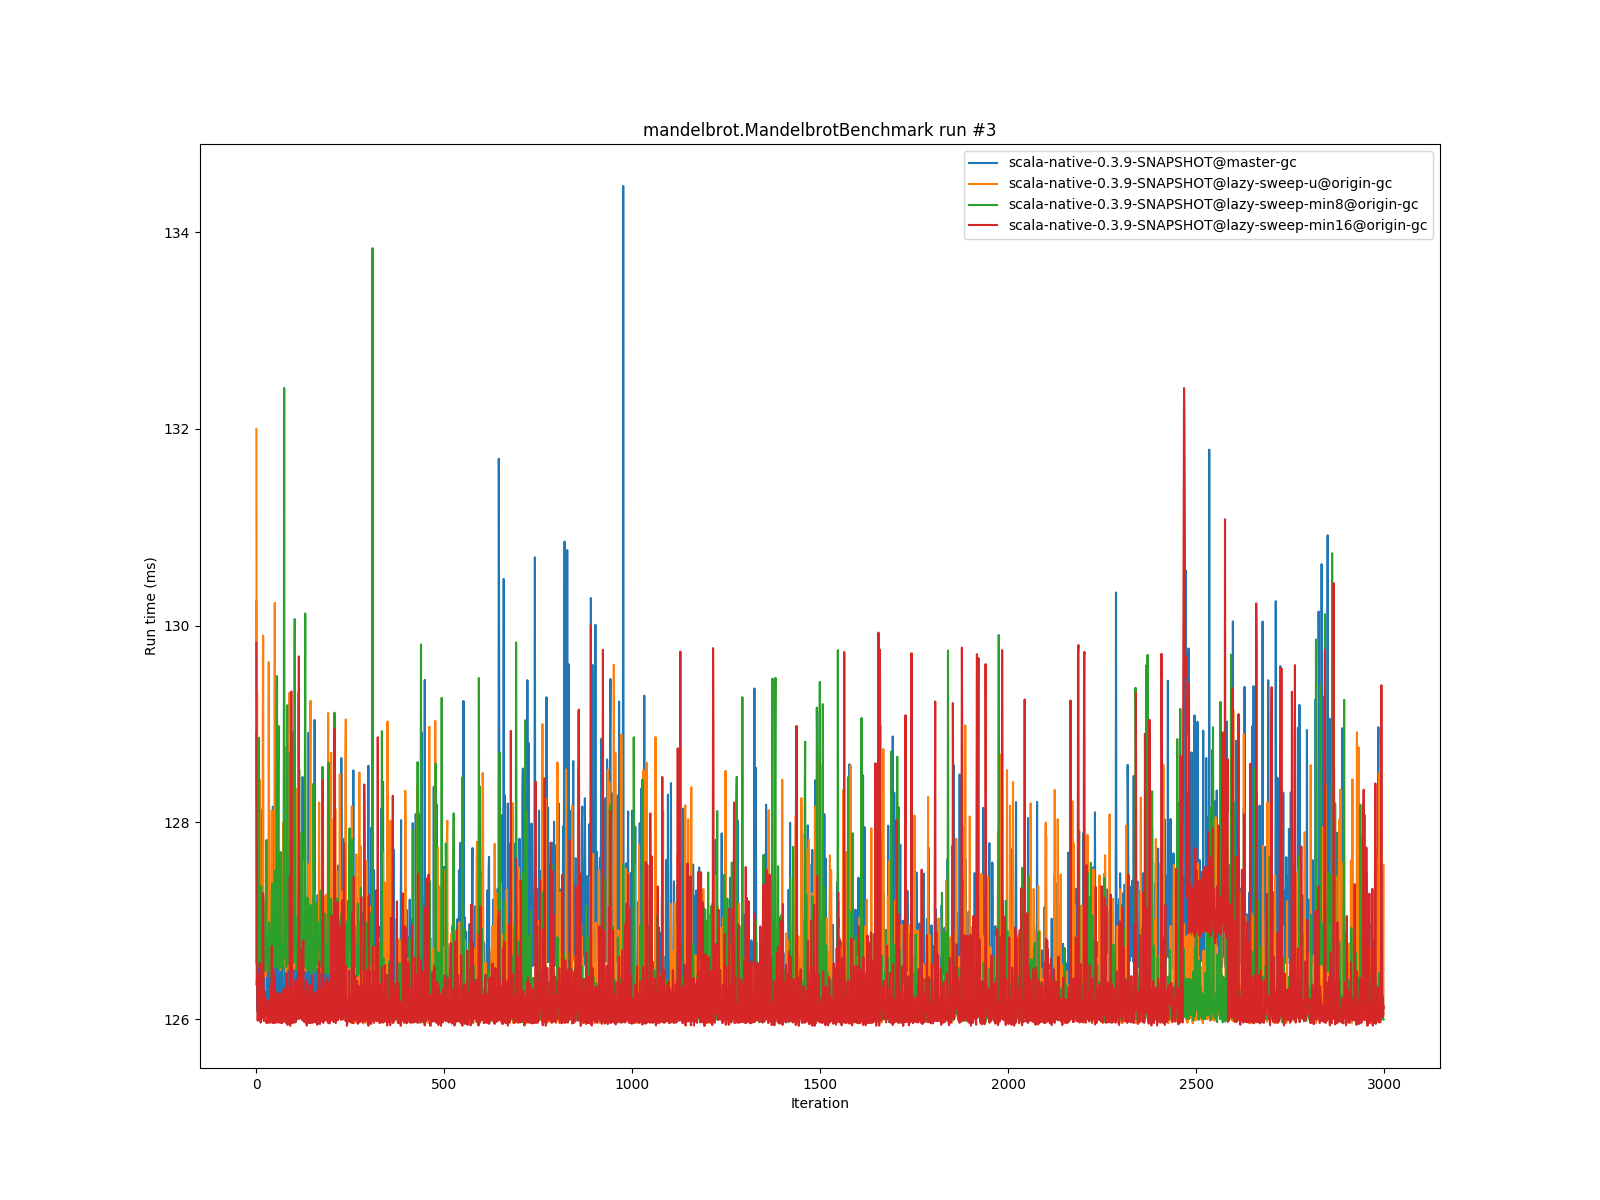 mandelbrot.MandelbrotBenchmark run #3
scala-native-0.3.9-SNAPSHOT@master-gc
scala-native-0.3.9-SNAPSHOT@lazy-sweep-u@origin-gc
scala-native-0.3.9-SNAPSHOT@lazy-sweep-min8@origin-gc
scala-native-0.3.9-SNAPSHOT@lazy-sweep-min16@origin-gc
134
132
130
128
126
Run time (ms)
0 500 1000 1500 2000 2500 3000
Iteration